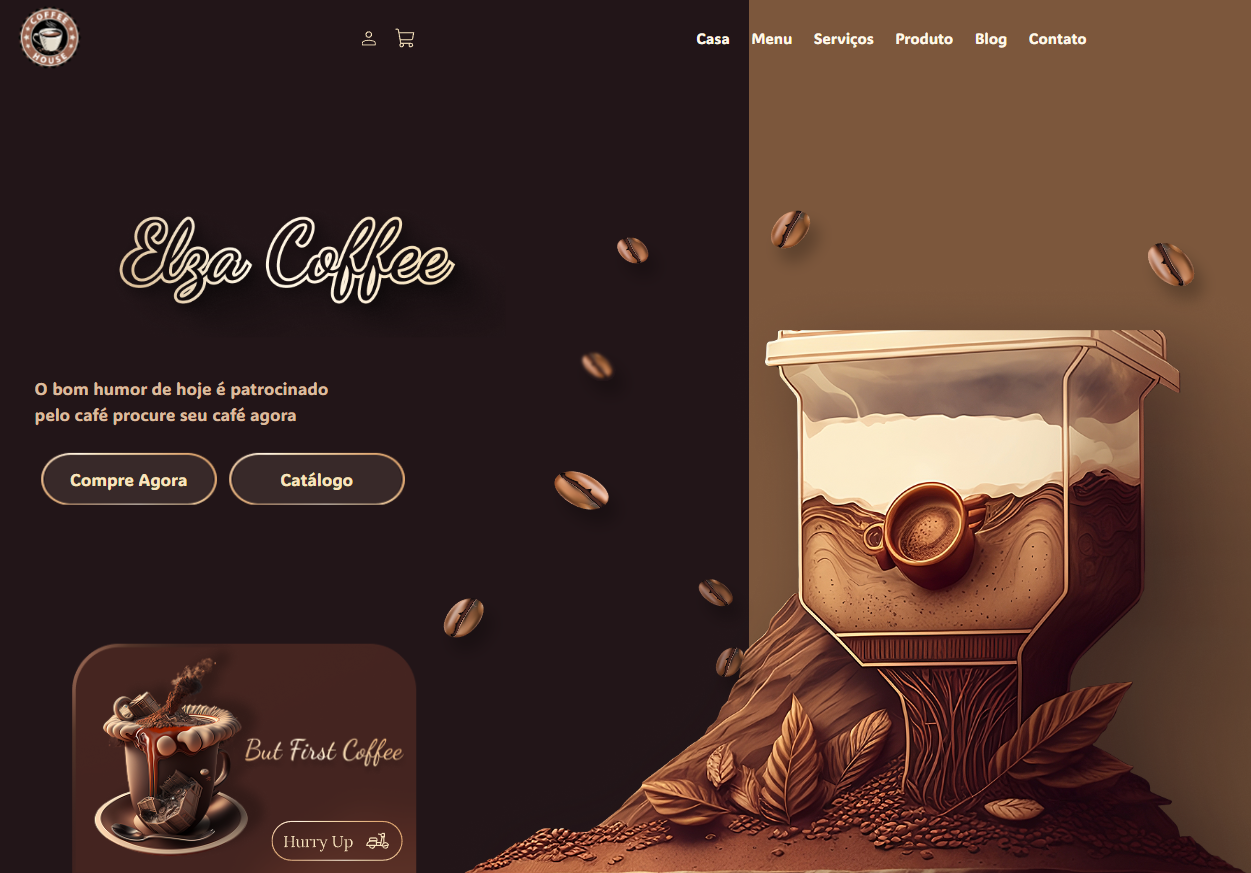 COFFEE
HOUSE
Casa Menu Serviços Produto Blog Contato
Elza Coffee
O bom humor de hoje é patrocinado
pelo café procure seu café agora
Compre Agora Catálogo
But First Coffee
Hurry Up